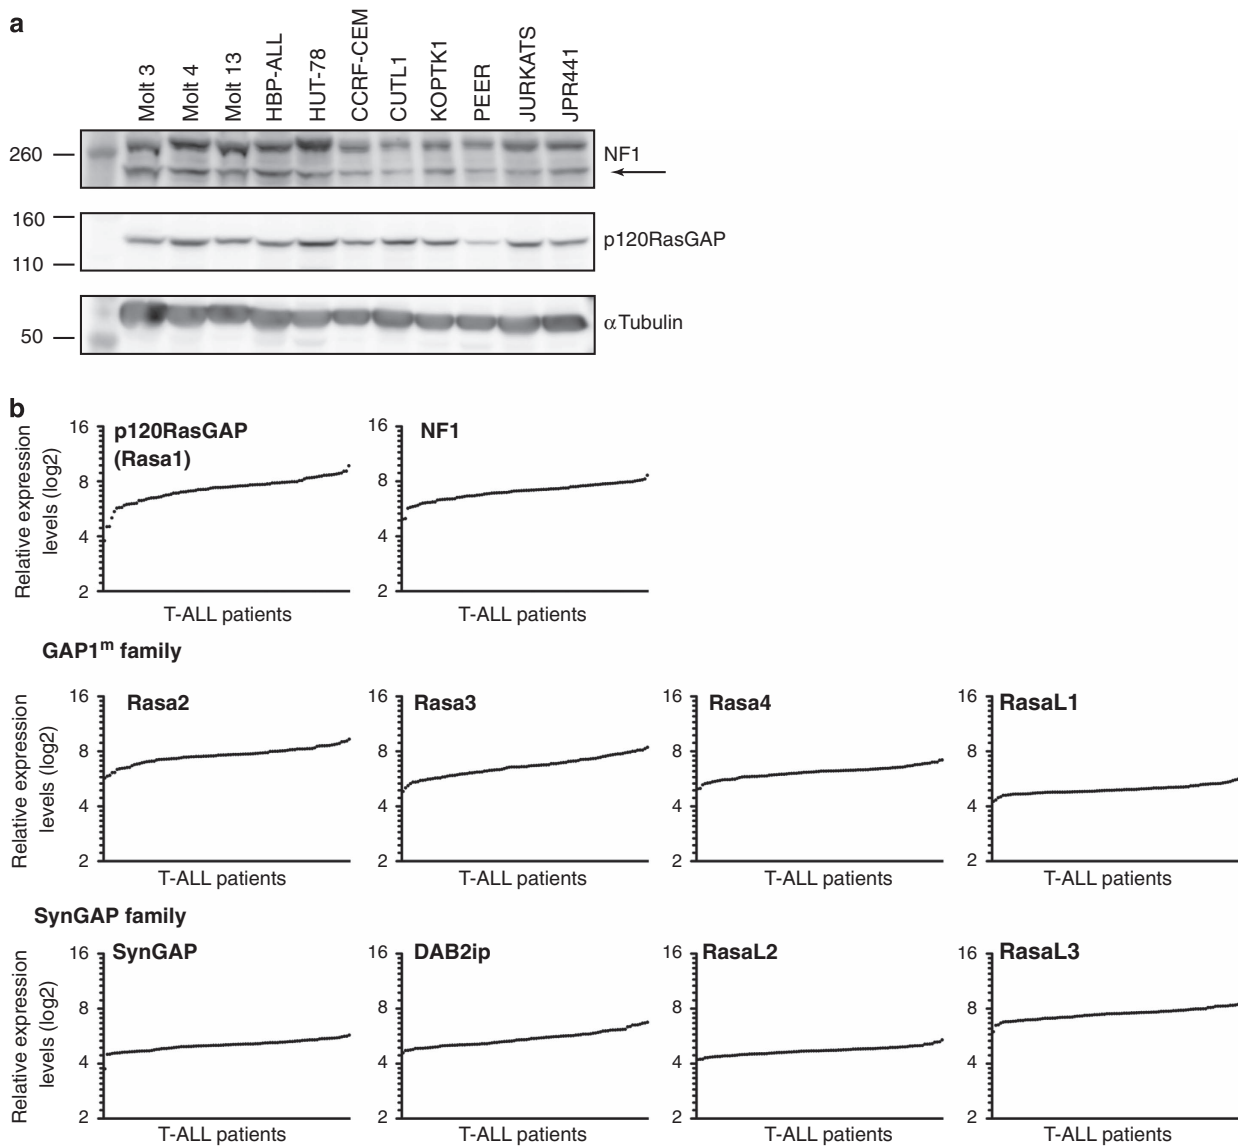 a
Molt 3
Molt 4
Molt 13
HBP-ALL
HUT-78
CCRF-CEM
CUTL1
KOPTK1
PEER
JURKATS
JPR441
260
NF1
160
110
p120RasGAP
50
αTubulin
b
Relative expression
levels (log2)
16
8
4
2
p120RasGAP
(Rasa1)
T-ALL patients
16
8
4
2
NF1
T-ALL patients
GAP1m family
Relative expression
levels (log2)
16
8
4
2
Rasa2
T-ALL patients
16
8
4
2
Rasa3
T-ALL patients
16
8
4
2
Rasa4
T-ALL patients
16
8
4
2
RasaL1
T-ALL patients
SynGAP family
Relative expression
levels (log2)
16
8
4
2
SynGAP
T-ALL patients
16
8
4
2
DAB2ip
T-ALL patients
16
8
4
2
RasaL2
T-ALL patients
16
8
4
2
RasaL3
T-ALL patients